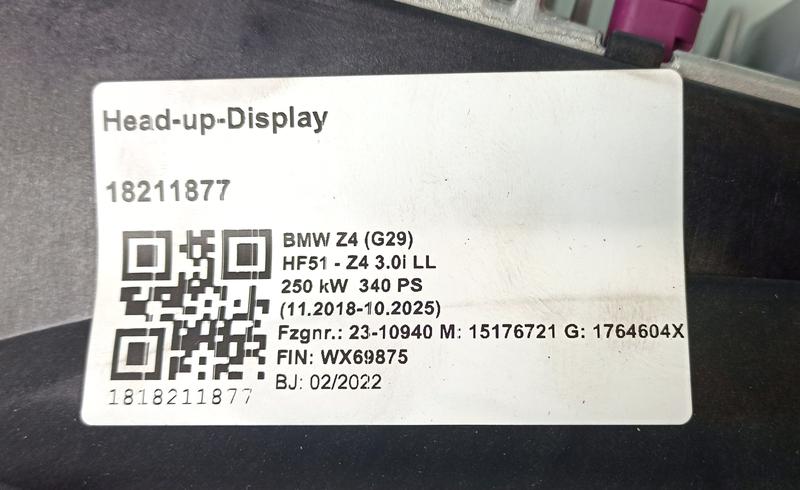 Head-up-Display
18211877
BMW Z4 (G29)
HF51 - Z4 3.0i LL
250 kW 340 PS
(11.2018-10.2025)
Fzgnr.: 23-10940 M: 15176721 G: 1764604X
FIN: WX69875
BJ: 02/2022
1818211877